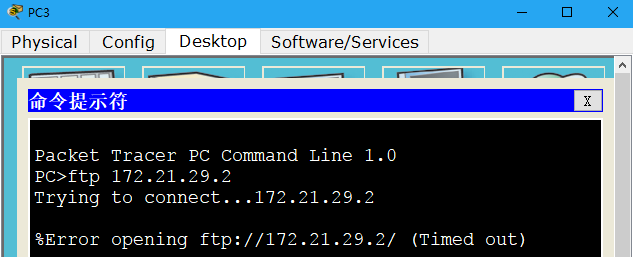 PC3
Physical Config Desktop Software/Services
命令提示符 X
Packet Tracer PC Command Line 1.0
PC>ftp 172.21.29.2
Trying to connect...172.21.29.2
%Error opening ftp://172.21.29.2/ (Timed out)